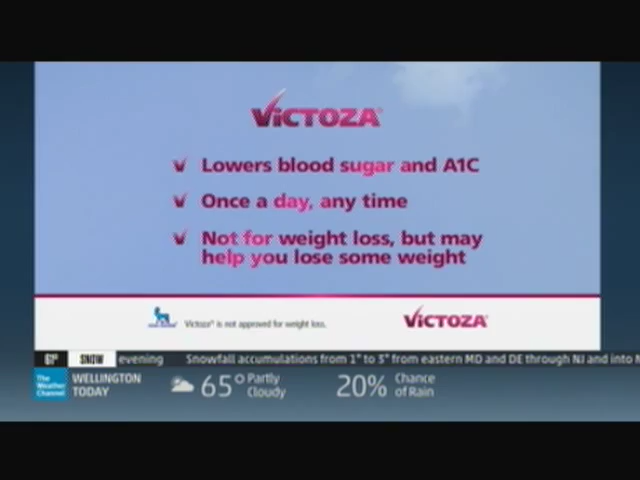 VICTOZA®
Lowers blood sugar and A1C
Once a day, any time
Not for weight loss, but may
help you lose some weight
Victoza® is not approved for weight loss.
VICTOZA®
61° SNOW evening Snowfall accumulations from 1" to 3" from eastern MD and DE through NJ and into
The
Weather
Channel
WELLINGTON
TODAY
65° Partly
Cloudy
20% Chance
of Rain